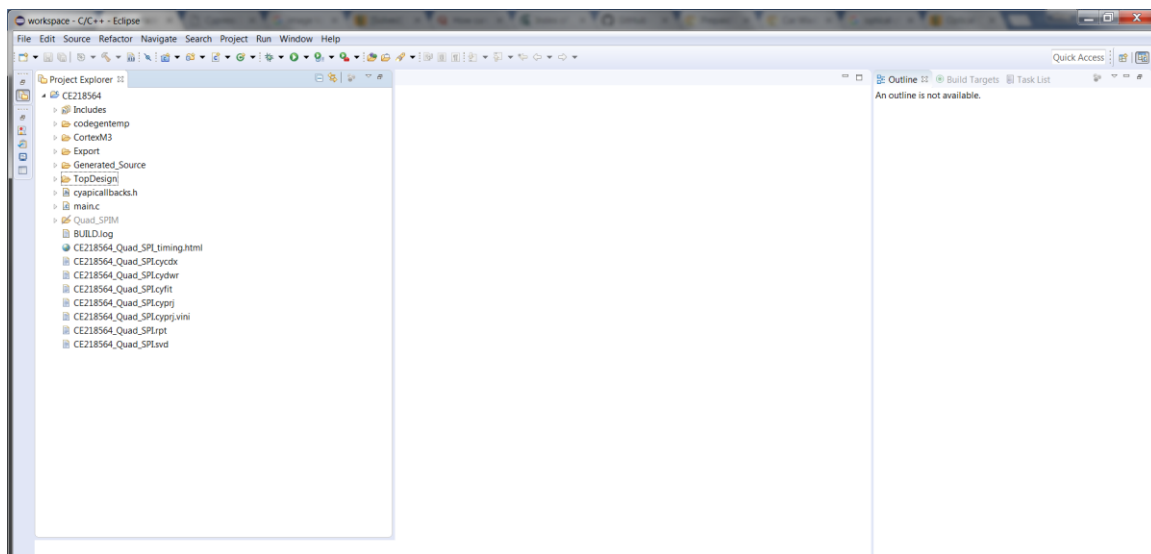 workspace - C/C++ - Eclipse
File Edit Source Refactor Navigate Search Project Run Window Help
Quick Access
Project Explorer
Outline Build Targets Task List
An outline is not available.
CE218564
Includes
codegentemp
CortexM3
Export
Generated_Source
TopDesign
cyapicallbacks.h
main.c
Quad_SPIM
BUILD.log
CE218564_Quad_SPI_timing.html
CE218564_Quad_SPI.cycdx
CE218564_Quad_SPI.cydwr
CE218564_Quad_SPI.cyfit
CE218564_Quad_SPI.cyprj
CE218564_Quad_SPI.cyprj.vini
CE218564_Quad_SPI.rpt
CE218564_Quad_SPI.svd